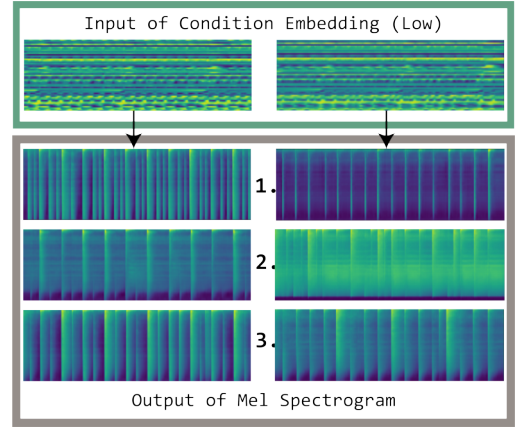 Input of Condition Embedding (Low)
1.
2.
3.
Output of Mel Spectrogram